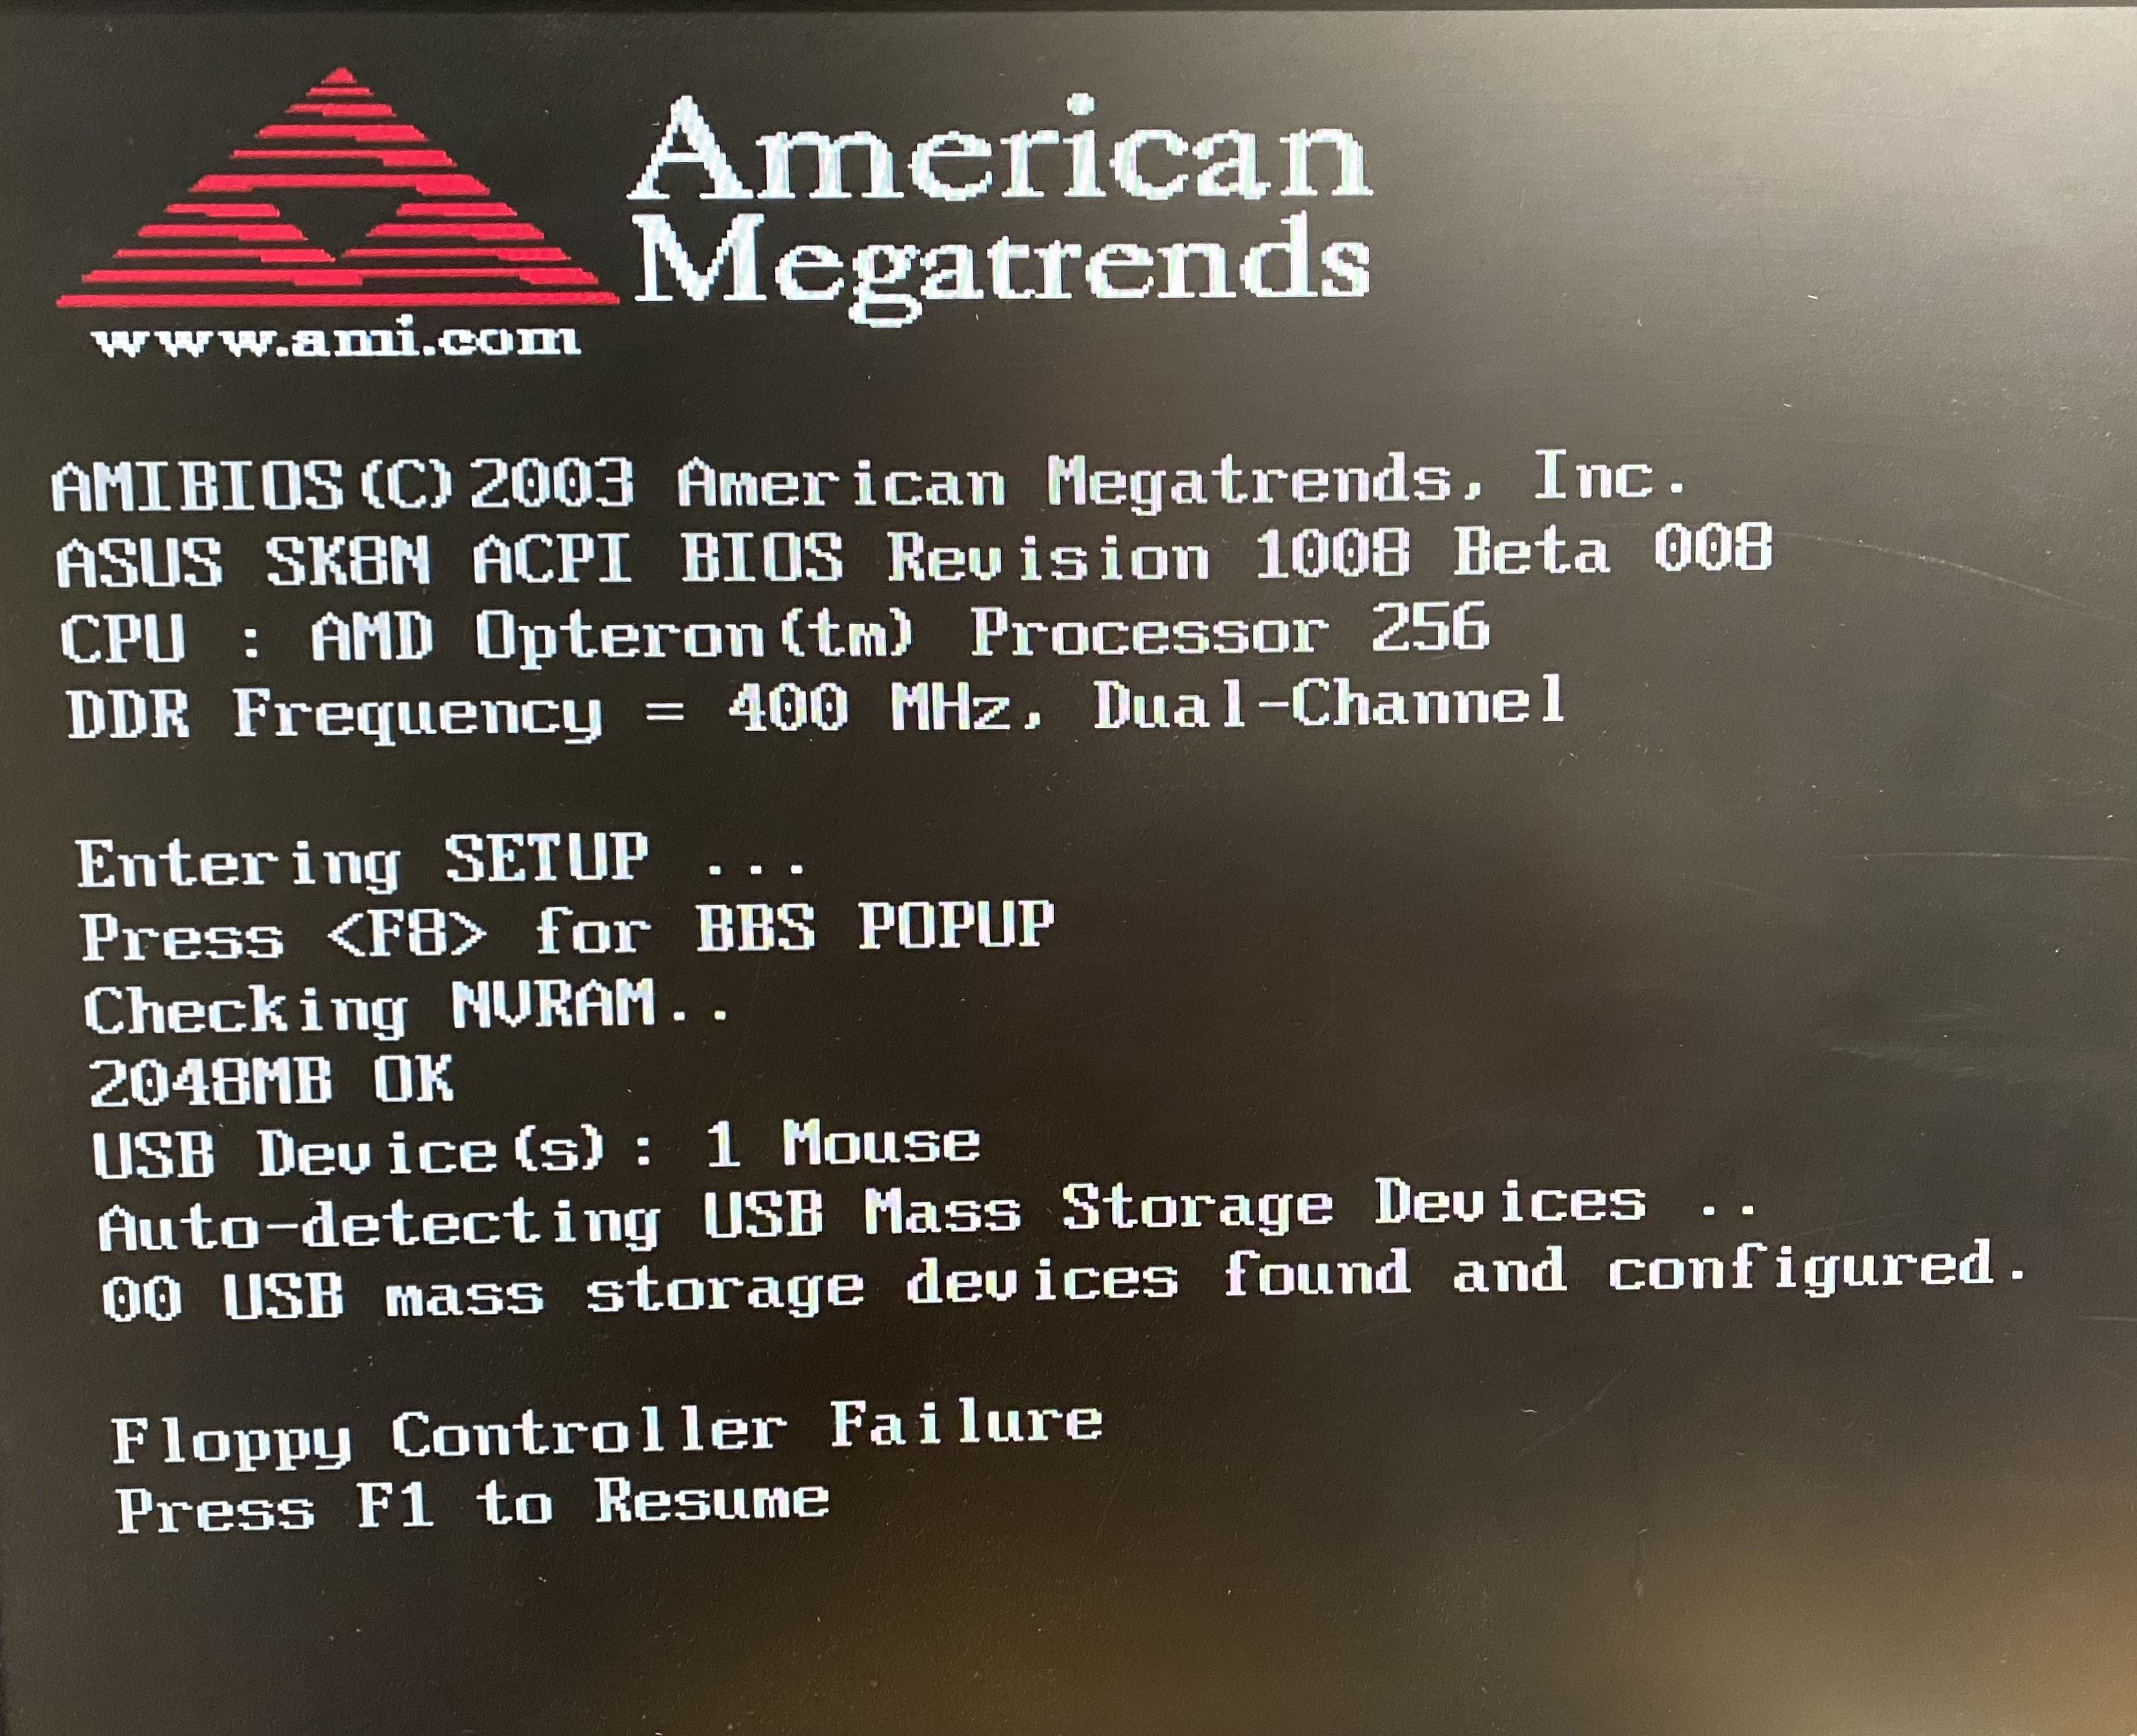 American
Megatrends
www.ami.com
AMIBIOS(C)2003 American Megatrends, Inc.
ASUS SK8N ACPI BIOS Revision 1008 Beta 008
CPU : AMD Opteron(tm) Processor 256
DDR Frequency = 400 MHz, Dual-Channel
Entering SETUP ...
Press <F8> for BBS POPUP
Checking NVRAM..
2048MB OK
USB Device(s): 1 Mouse
Auto-detecting USB Mass Storage Devices ..
00 USB mass storage devices found and configured.
Floppy Controller Failure
Press F1 to Resume